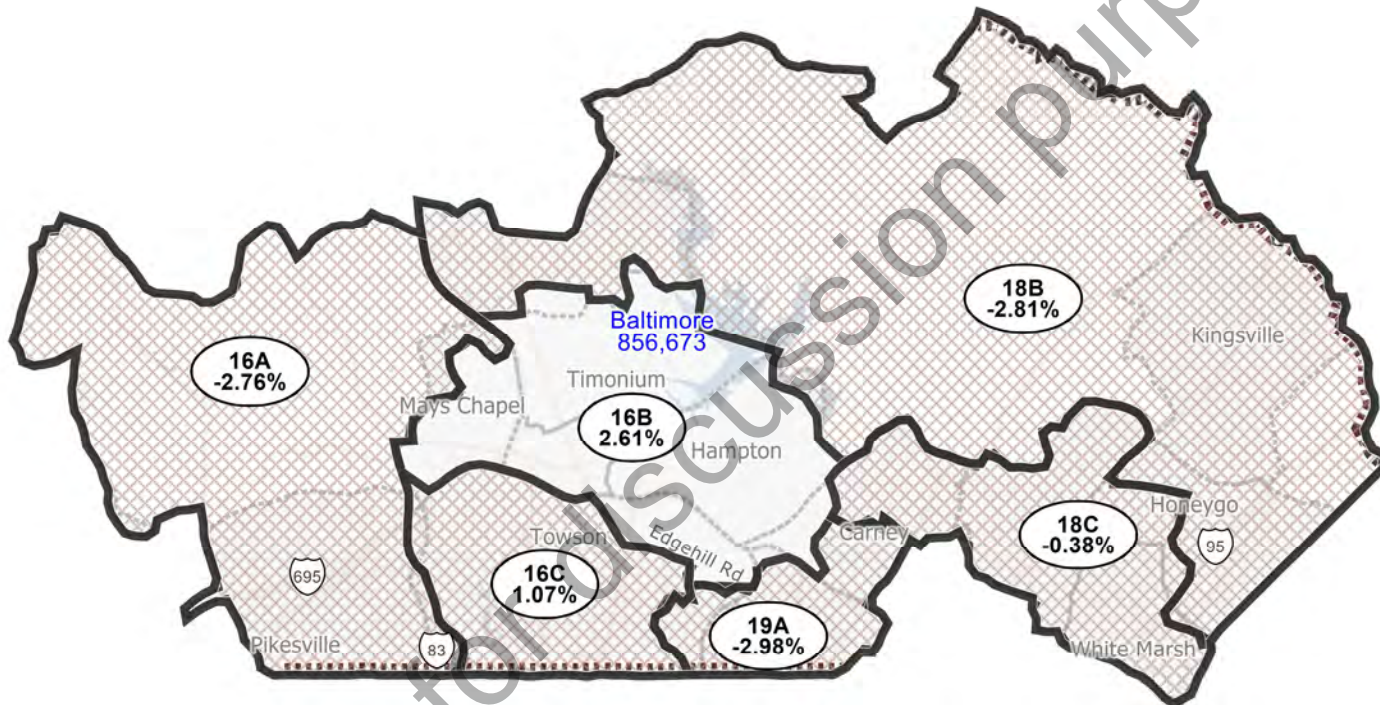 18B
-2.81%
Baltimore
856,673
Kingsville
16A
-2.76%
Timonium
Mays Chapel
16B
2.61%
Hampton
Honeygo
18C
-0.38%
Carney
Towson
Edgehill Rd
95
695
16C
1.07%
19A
-2.98%
Pikesville
83
White Marsh
for discussion purp